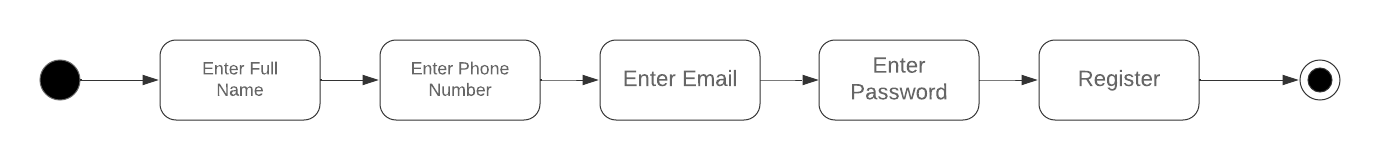 Enter Full
Name
Enter Phone
Number
Enter Email
Enter
Password
Register